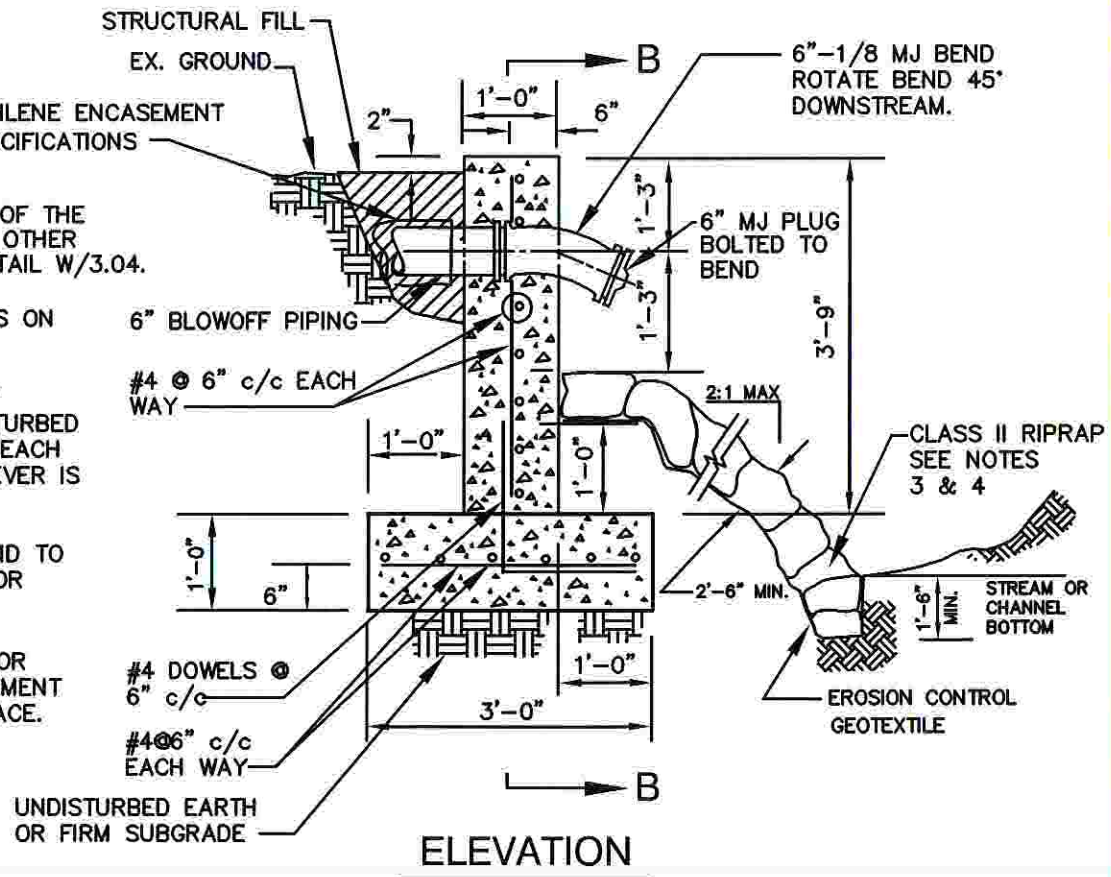 STRUCTURAL FILL
EX. GROUND
HILENE ENCASEMENT
CIFICATIONS
OF THE
OTHER
TAIL W/3.04.
S ON
TURBED
EACH
EVER IS
ND TO
OR
OR
MENT
ACE.
2"
1'-0"
6"
B
6"-1/8 MJ BEND
ROTATE BEND 45°
DOWNSTREAM.
1'-3"
6" MJ PLUG
BOLTED TO
BEND
1'-3"
3'-9"
6" BLOWOFF PIPING
#4 @ 6" c/c EACH
WAY
2:1 MAX
1'-0"
1'-0"
CLASS II RIPRAP
SEE NOTES
3 & 4
1'-0"
6"
2'-6" MIN.
1'-6"
MIN.
STREAM OR
CHANNEL
BOTTOM
#4 DOWELS @
6" c/c
1'-0"
3'-0"
EROSION CONTROL
GEOTEXTILE
#4@6" c/c
EACH WAY
UNDISTURBED EARTH
OR FIRM SUBGRADE
B
ELEVATION